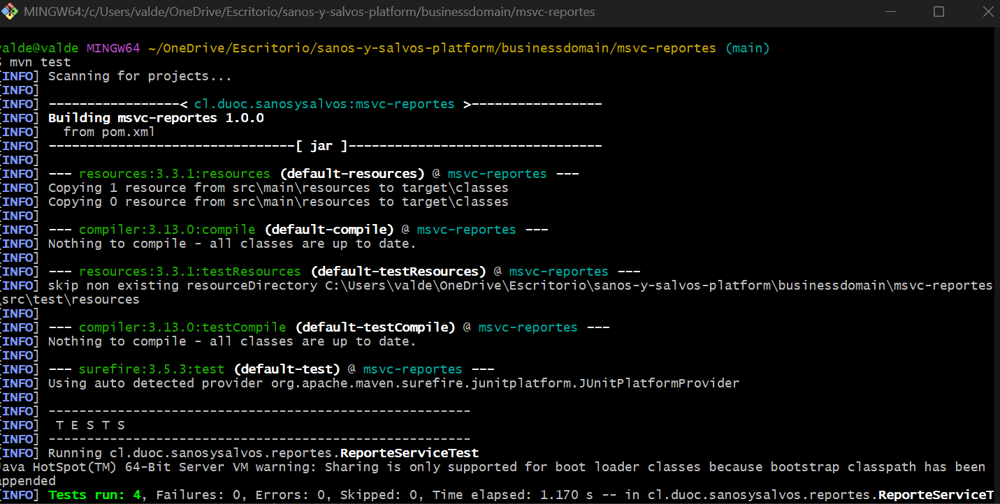 MINGW64:/c/Users/valde/OneDrive/Escritorio/sanos-y-salvos-platform/businessdomain/msvc-reportes
valde@valde MINGW64 ~/OneDrive/Escritorio/sanos-y-salvos-platform/businessdomain/msvc-reportes (main)
$ mvn test
[INFO] Scanning for projects...
[INFO]
[INFO] -----------------< cl.duoc.sanosysalvos:msvc-reportes >-----------------
[INFO] Building msvc-reportes 1.0.0
[INFO]   from pom.xml
[INFO] --------------------------------[ jar ]---------------------------------
[INFO]
[INFO] --- resources:3.3.1:resources (default-resources) @ msvc-reportes ---
[INFO] Copying 1 resource from src\main\resources to target\classes
[INFO] Copying 0 resource from src\main\resources to target\classes
[INFO]
[INFO] --- compiler:3.13.0:compile (default-compile) @ msvc-reportes ---
[INFO] Nothing to compile - all classes are up to date.
[INFO]
[INFO] --- resources:3.3.1:testResources (default-testResources) @ msvc-reportes ---
[INFO] skip non existing resourceDirectory C:\Users\valde\OneDrive\Escritorio\sanos-y-salvos-platform\businessdomain\msvc-reportes
\src\test\resources
[INFO]
[INFO] --- compiler:3.13.0:testCompile (default-testCompile) @ msvc-reportes ---
[INFO] Nothing to compile - all classes are up to date.
[INFO]
[INFO] --- surefire:3.5.3:test (default-test) @ msvc-reportes ---
[INFO] Using auto detected provider org.apache.maven.surefire.junitplatform.JUnitPlatformProvider
[INFO]
[INFO] -------------------------------------------------------
[INFO]  T E S T S
[INFO] -------------------------------------------------------
[INFO] Running cl.duoc.sanosysalvos.reportes.ReporteServiceTest
Java HotSpot(TM) 64-Bit Server VM warning: Sharing is only supported for boot loader classes because bootstrap classpath has been
appended
[INFO] Tests run: 4, Failures: 0, Errors: 0, Skipped: 0, Time elapsed: 1.170 s -- in cl.duoc.sanosysalvos.reportes.ReporteServiceT